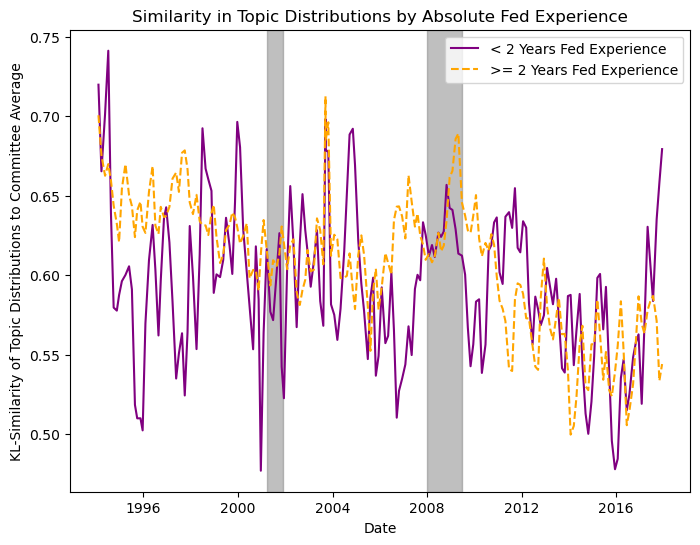 Similarity in Topic Distributions by Absolute Fed Experience
KL-Similarity of Topic Distributions to Committee Average
0.75
0.70
0.65
0.60
0.55
0.50
< 2 Years Fed Experience
>= 2 Years Fed Experience
1996
2000
2004
2008
2012
2016
Date